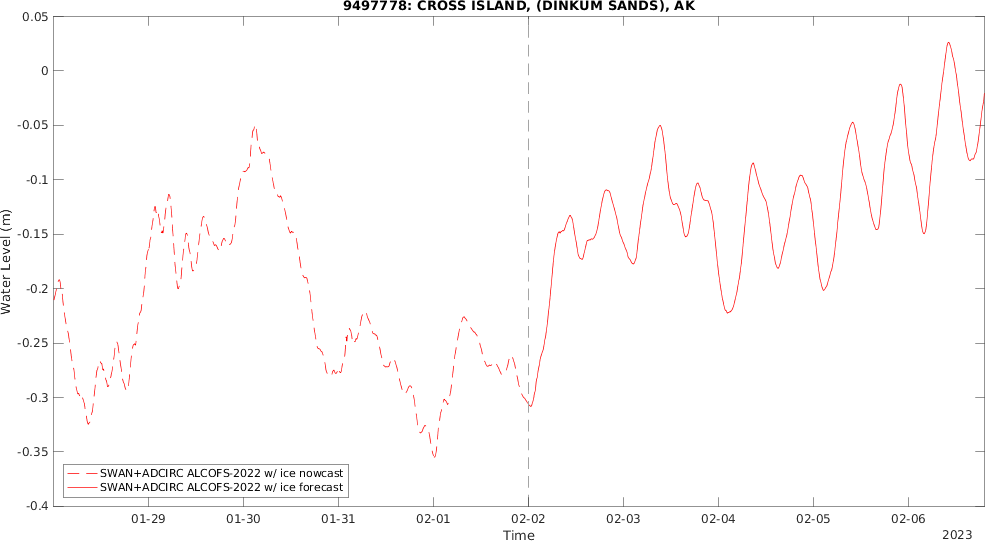 9497778: CROSS ISLAND, (DINKUM SANDS), AK
0.05
0
-0.05
-0.1
-0.15
-0.2
-0.25
-0.3
-0.35
-0.4
Water Level (m)
SWAN+ADCIRC ALCOFS-2022 w/ ice nowcast
SWAN+ADCIRC ALCOFS-2022 w/ ice forecast
01-29 01-30 01-31 02-01 02-02 02-03 02-04 02-05 02-06
Time
2023